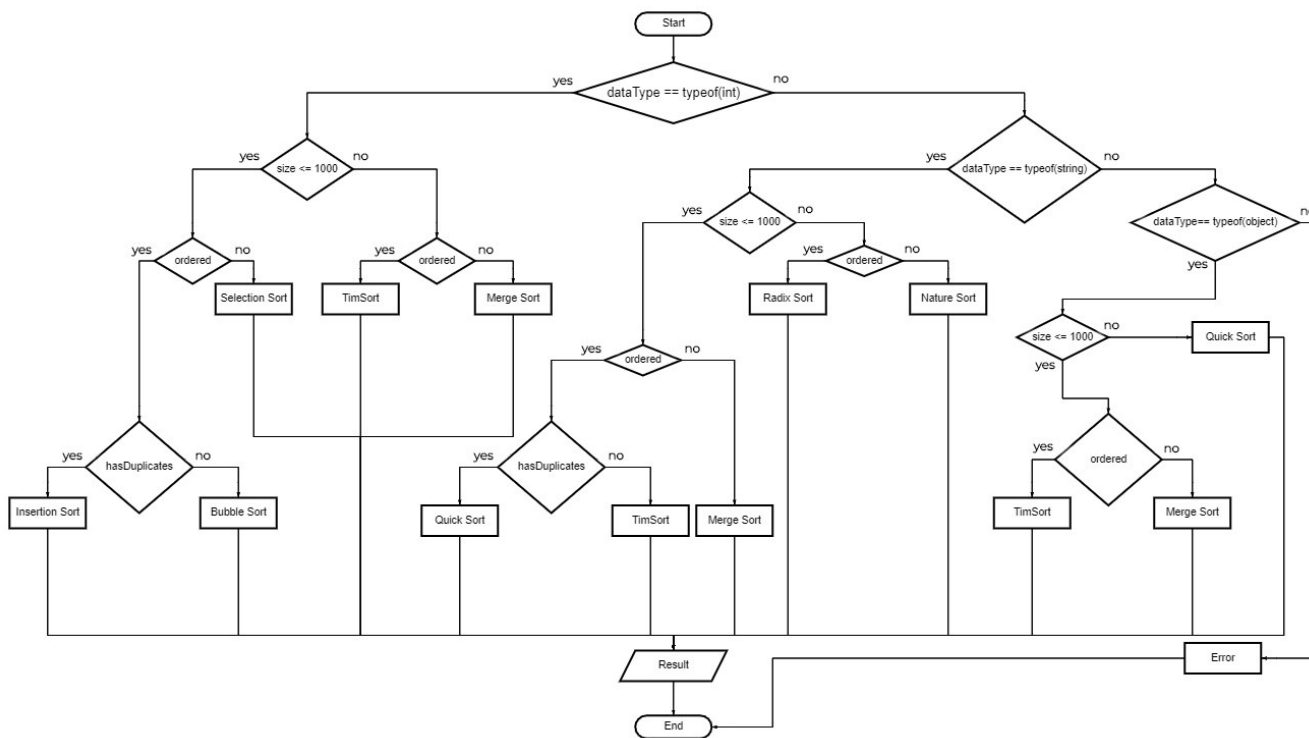 Start
yes
no
dataType == typeof(int)
yes
no
size <= 1000
yes
no
dataType == typeof(string)
yes
no
size <= 1000
yes
no
dataType== typeof(object)
no
yes
ordered
yes
no
ordered
yes
no
ordered
yes
no
Selection Sort
TimSort
Merge Sort
Radix Sort
Nature Sort
size <= 1000
no
yes
Quick Sort
ordered
yes
no
hasDuplicates
yes
no
hasDuplicates
yes
no
ordered
yes
no
Insertion Sort
Bubble Sort
Quick Sort
TimSort
Merge Sort
TimSort
Merge Sort
Result
Error
End